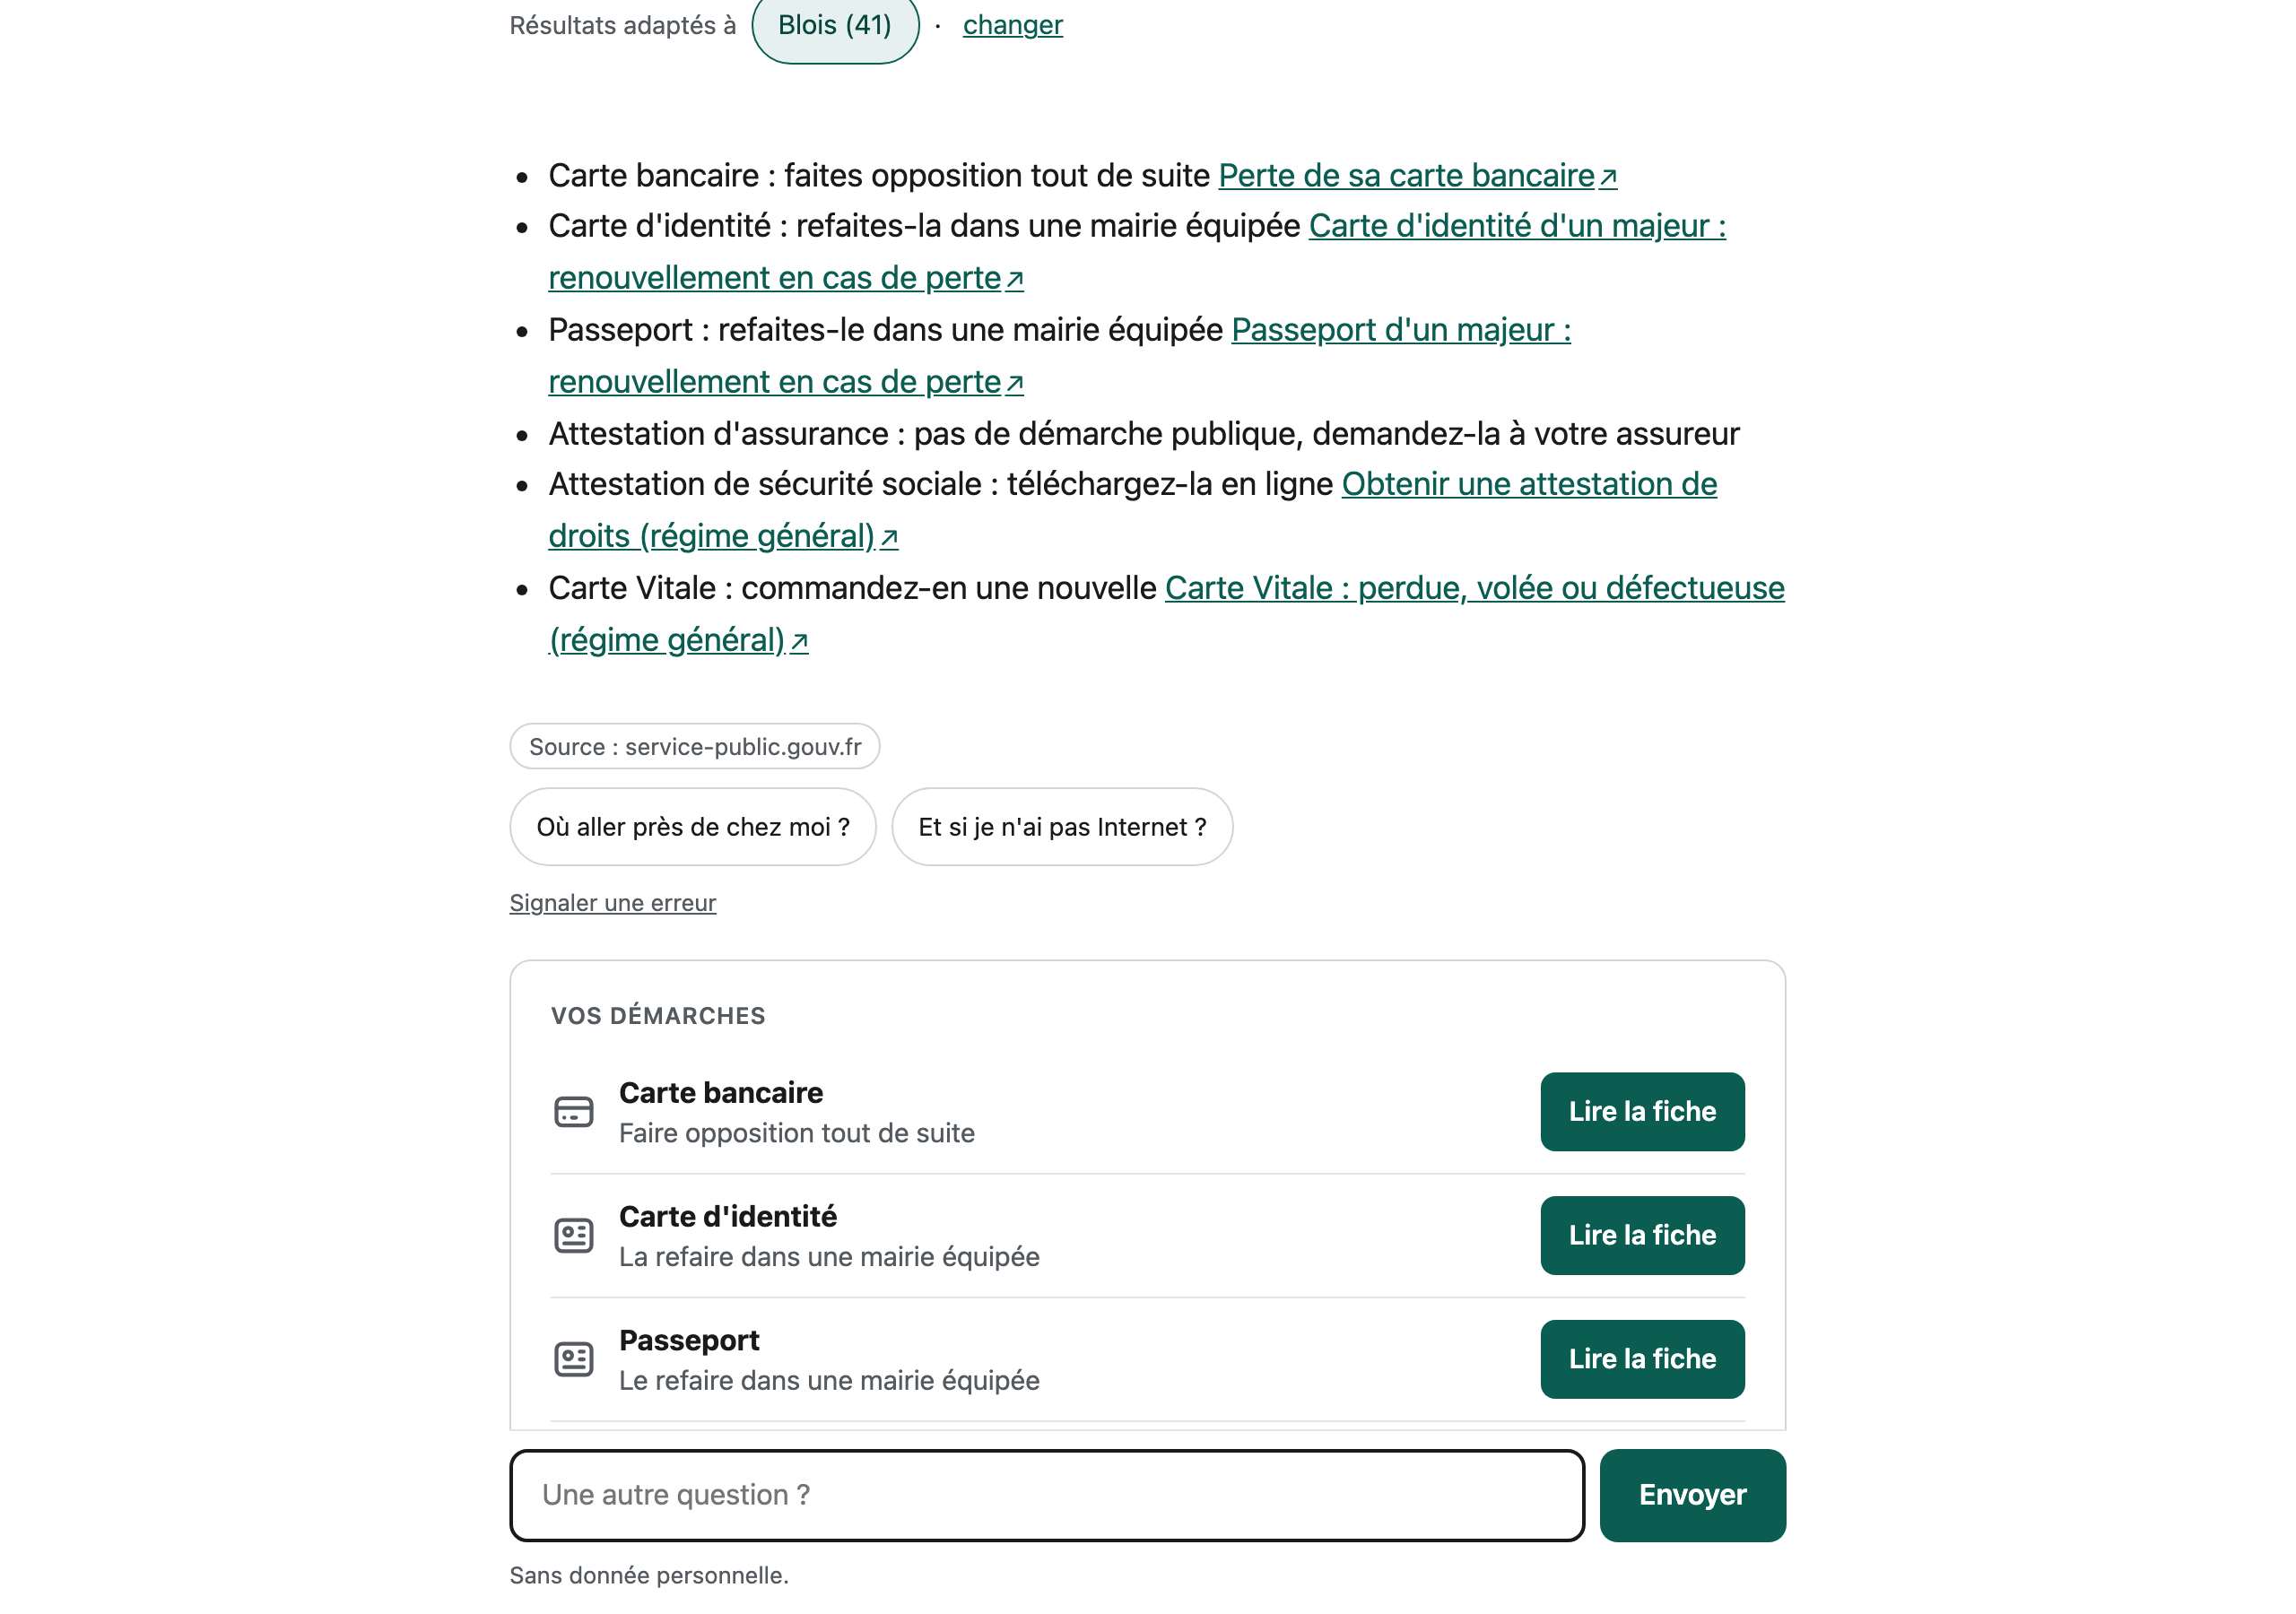 Résultats adaptés à Blois (41) · changer
• Carte bancaire : faites opposition tout de suite Perte de sa carte bancaire↗
• Carte d'identité : refaites-la dans une mairie équipée Carte d'identité d'un majeur :
renouvellement en cas de perte↗
• Passeport : refaites-le dans une mairie équipée Passeport d'un majeur :
renouvellement en cas de perte↗
• Attestation d'assurance : pas de démarche publique, demandez-la à votre assureur
• Attestation de sécurité sociale : téléchargez-la en ligne Obtenir une attestation de
droits (régime général)↗
• Carte Vitale : commandez-en une nouvelle Carte Vitale : perdue, volée ou défectueuse
(régime général)↗
Source : service-public.gouv.fr
Où aller près de chez moi ? Et si je n'ai pas Internet ?
Signaler une erreur
VOS DÉMARCHES
Carte bancaire
Faire opposition tout de suite
Lire la fiche
Carte d'identité
La refaire dans une mairie équipée
Lire la fiche
Passeport
Le refaire dans une mairie équipée
Lire la fiche
Une autre question ? Envoyer
Sans donnée personnelle.